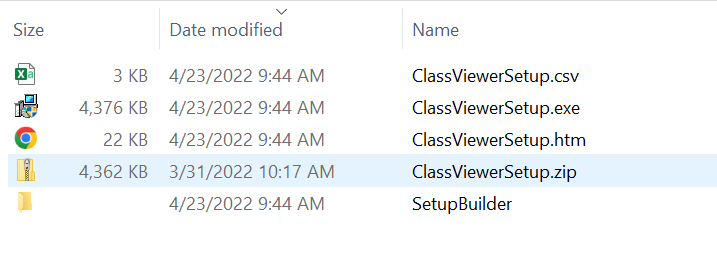 Size Date modified Name
3 KB 4/23/2022 9:44 AM ClassViewerSetup.csv
4,376 KB 4/23/2022 9:44 AM ClassViewerSetup.exe
22 KB 4/23/2022 9:44 AM ClassViewerSetup.htm
4,362 KB 3/31/2022 10:17 AM ClassViewerSetup.zip
4/23/2022 9:44 AM SetupBuilder